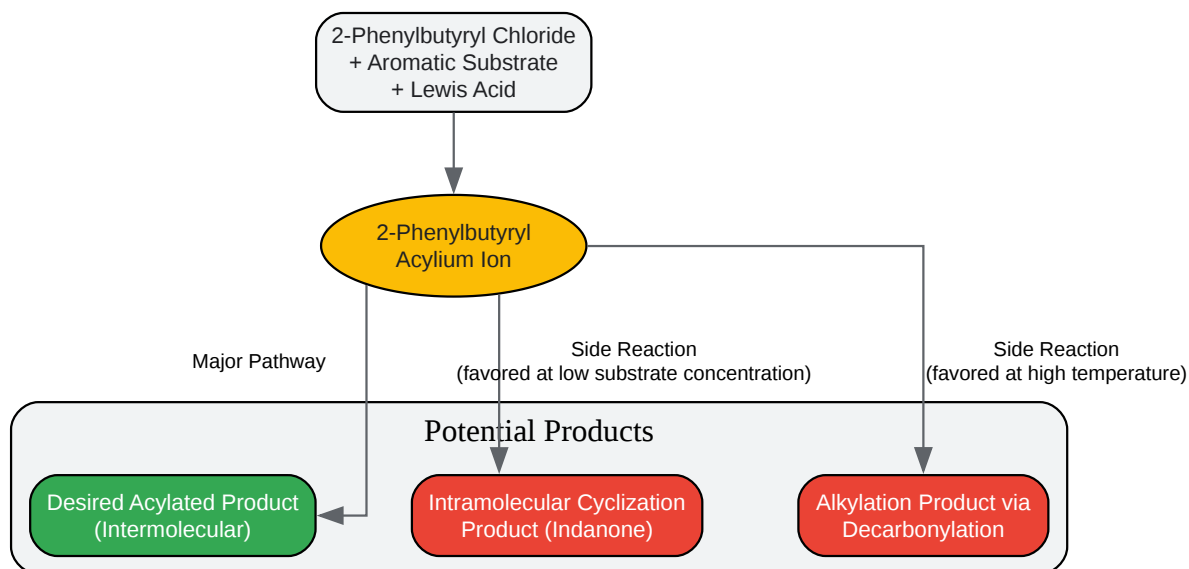 2-Phenylbutyryl Chloride
+ Aromatic Substrate
+ Lewis Acid
2-Phenylbutyryl
Acylium Ion
Major Pathway
Side Reaction
(favored at low substrate concentration)
Side Reaction
(favored at high temperature)
Potential Products
Desired Acylated Product
(Intermolecular)
Intramolecular Cyclization
Product (Indanone)
Alkylation Product via
Decarbonylation